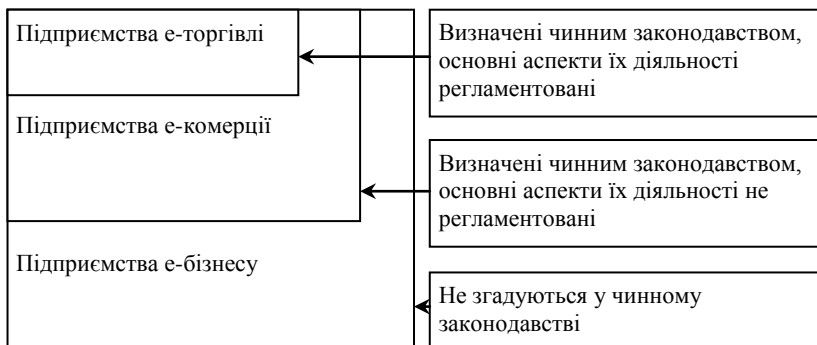 Підприємства е-торгівлі
Визначені чинним законодавством,
основні аспекти їх діяльності
регламентовані
Підприємства е-комерції
Визначені чинним законодавством,
основні аспекти їх діяльності не
регламентовані
Підприємства е-бізнесу
Не згадуються у чинному
законодавстві